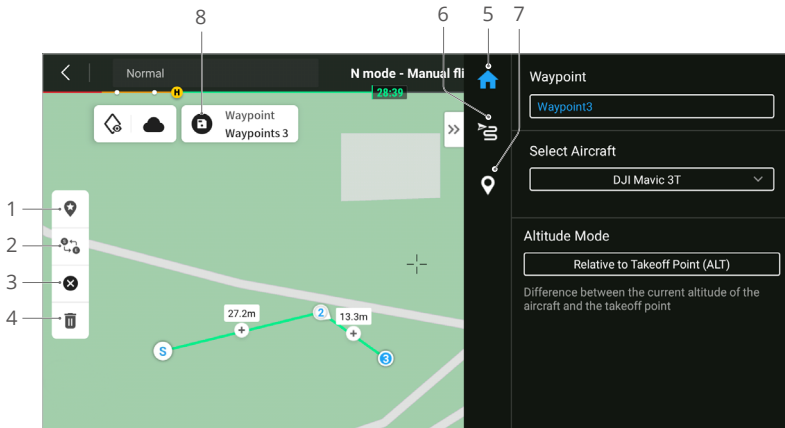 6
5
7
8
Normal
N mode - Manual fli
H
28:39
Waypoint
Waypoints 3
Waypoint
Waypoint3
Select Aircraft
DJI Mavic 3T
Altitude Mode
Relative to Takeoff Point (ALT)
Difference between the current altitude of the
aircraft and the takeoff point
1
2
3
4
27.2m
2
13.3m
S
3